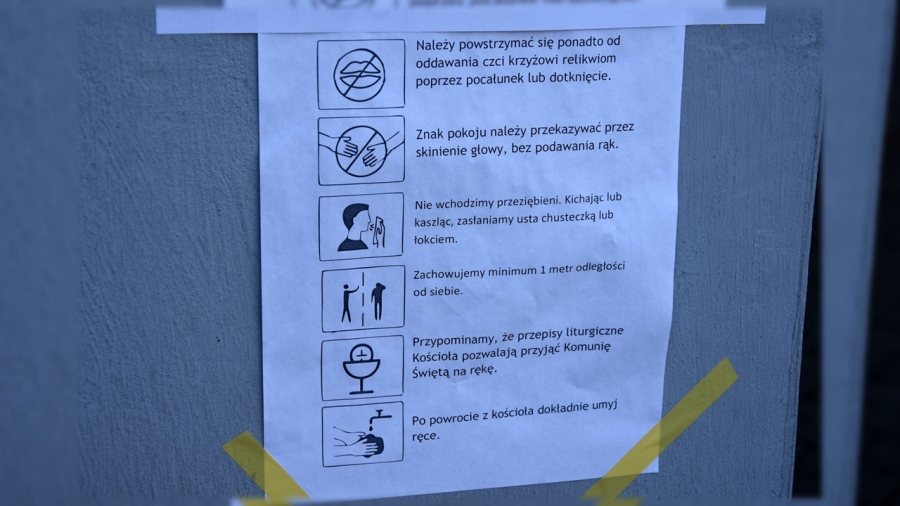 Należy powstrzymać się ponadto od
oddawania czci krzyżowi relikwiom
poprzez pocałunek lub dotknięcie.
Znak pokoju należy przekazywać przez
skinienie głowy, bez podawania rąk.
Nie wchodzimy przeziębieni. Kichając lub
kaszląc, zasłaniamy usta chusteczką lub
łokciem.
Zachowujemy minimum 1 metr odległości
od siebie.
Przypominamy, że przepisy liturgiczne
Kościoła pozwalają przyjąć Komunię
Świętą na rękę.
Po powrocie z kościoła dokładnie umyj
ręce.